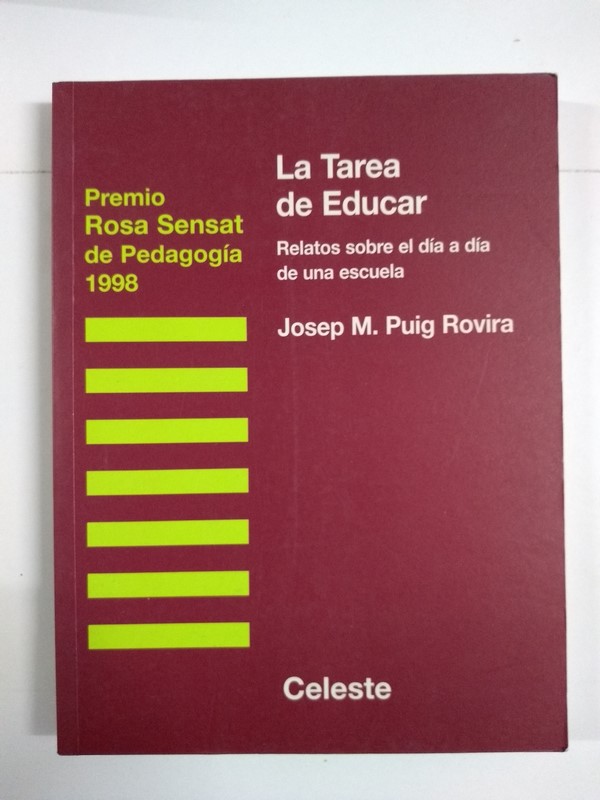 Premio
Rosa Sensat
de Pedagogía
1998
La Tarea
de Educar
Relatos sobre el día a día
de una escuela
Josep M. Puig Rovira
Celeste